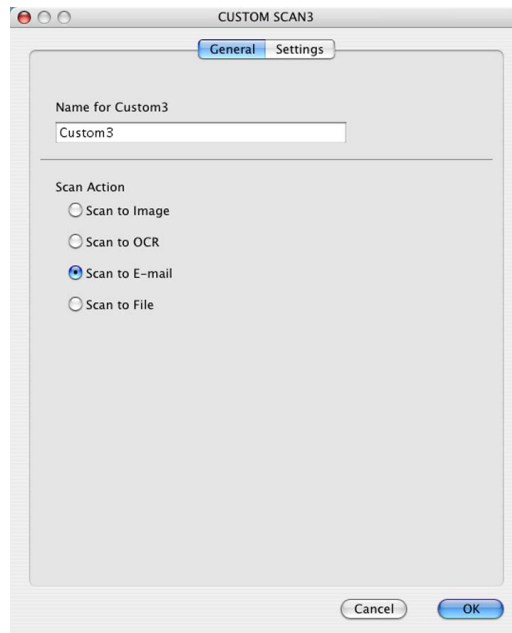 CUSTOM SCAN3
General Settings
Name for Custom3
Custom3
Scan Action
Scan to Image
Scan to OCR
Scan to E-mail
Scan to File
Cancel OK